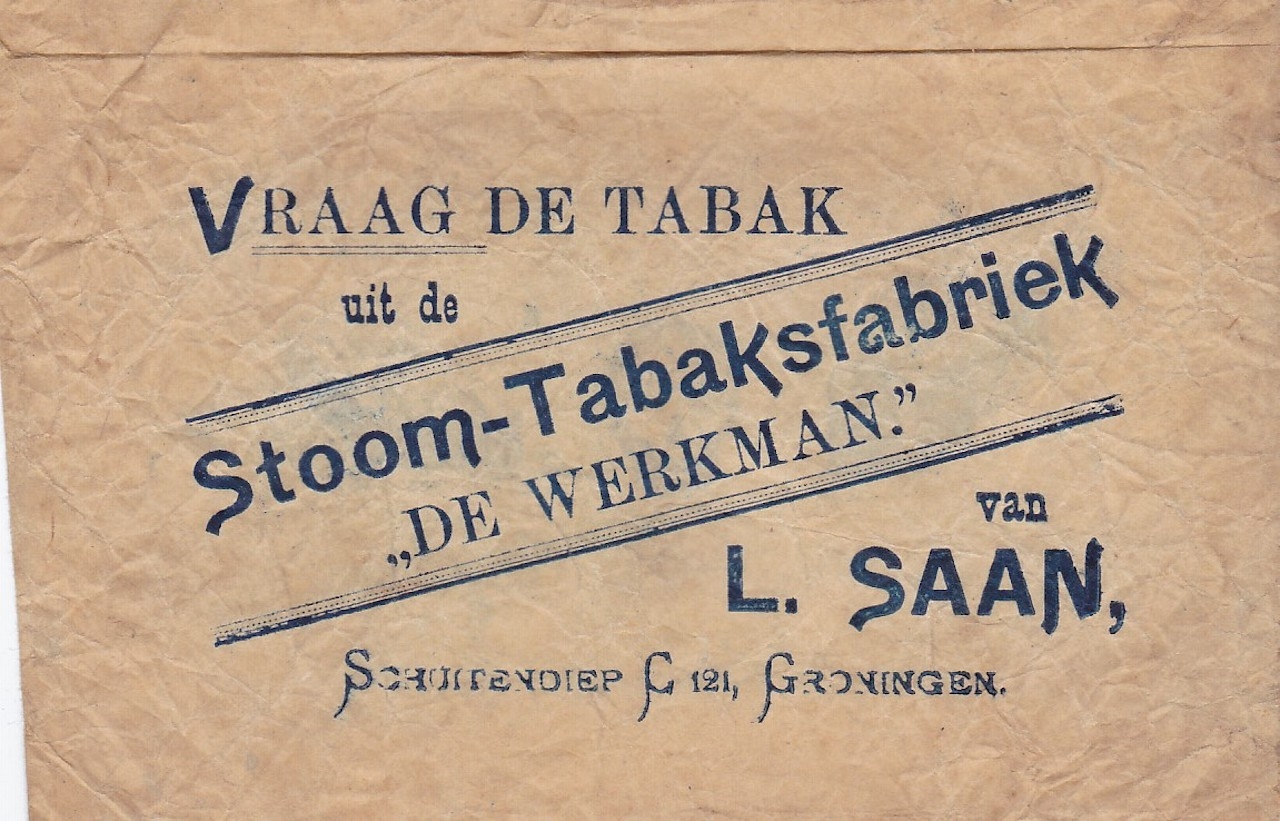 VRAAG DE TABAK
uit de
Stoom-Tabaksfabriek
„DE WERKMAN.”
van
L. SAAN,
SCHUITENDIEP C 121, GRONINGEN.